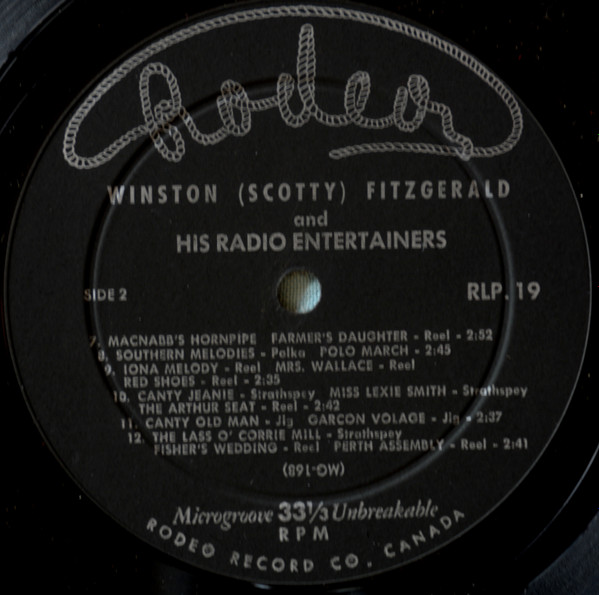 Rodeo
WINSTON (SCOTTY) FITZGERALD
and
HIS RADIO ENTERTAINERS
SIDE 2
RLP. 19
7. MACNABB'S HORNPIPE FARMER'S DAUGHTER - Reel - 2:52
8. SOUTHERN MELODIES - Polka POLO MARCH - 2:45
9. IONA MELODY - Reel MRS. WALLACE - Reel
RED SHOES - Reel - 2:35
10. CANTY JEANIE - Strathspey MISS LEXIE SMITH - Strathspey
THE ARTHUR SEAT - Reel - 2:42
11. CANTY OLD MAN - Jig GARCON VOLAGE - Jig - 2:37
12. THE LASS O' CORRIE MILL - Strathspey
FISHER'S WEDDING - Reel PERTH ASSEMBLY - Reel - 2:41
(MO-168)
Microgroove 33⅓ Unbreakable
RPM
RODEO RECORD CO. CANADA